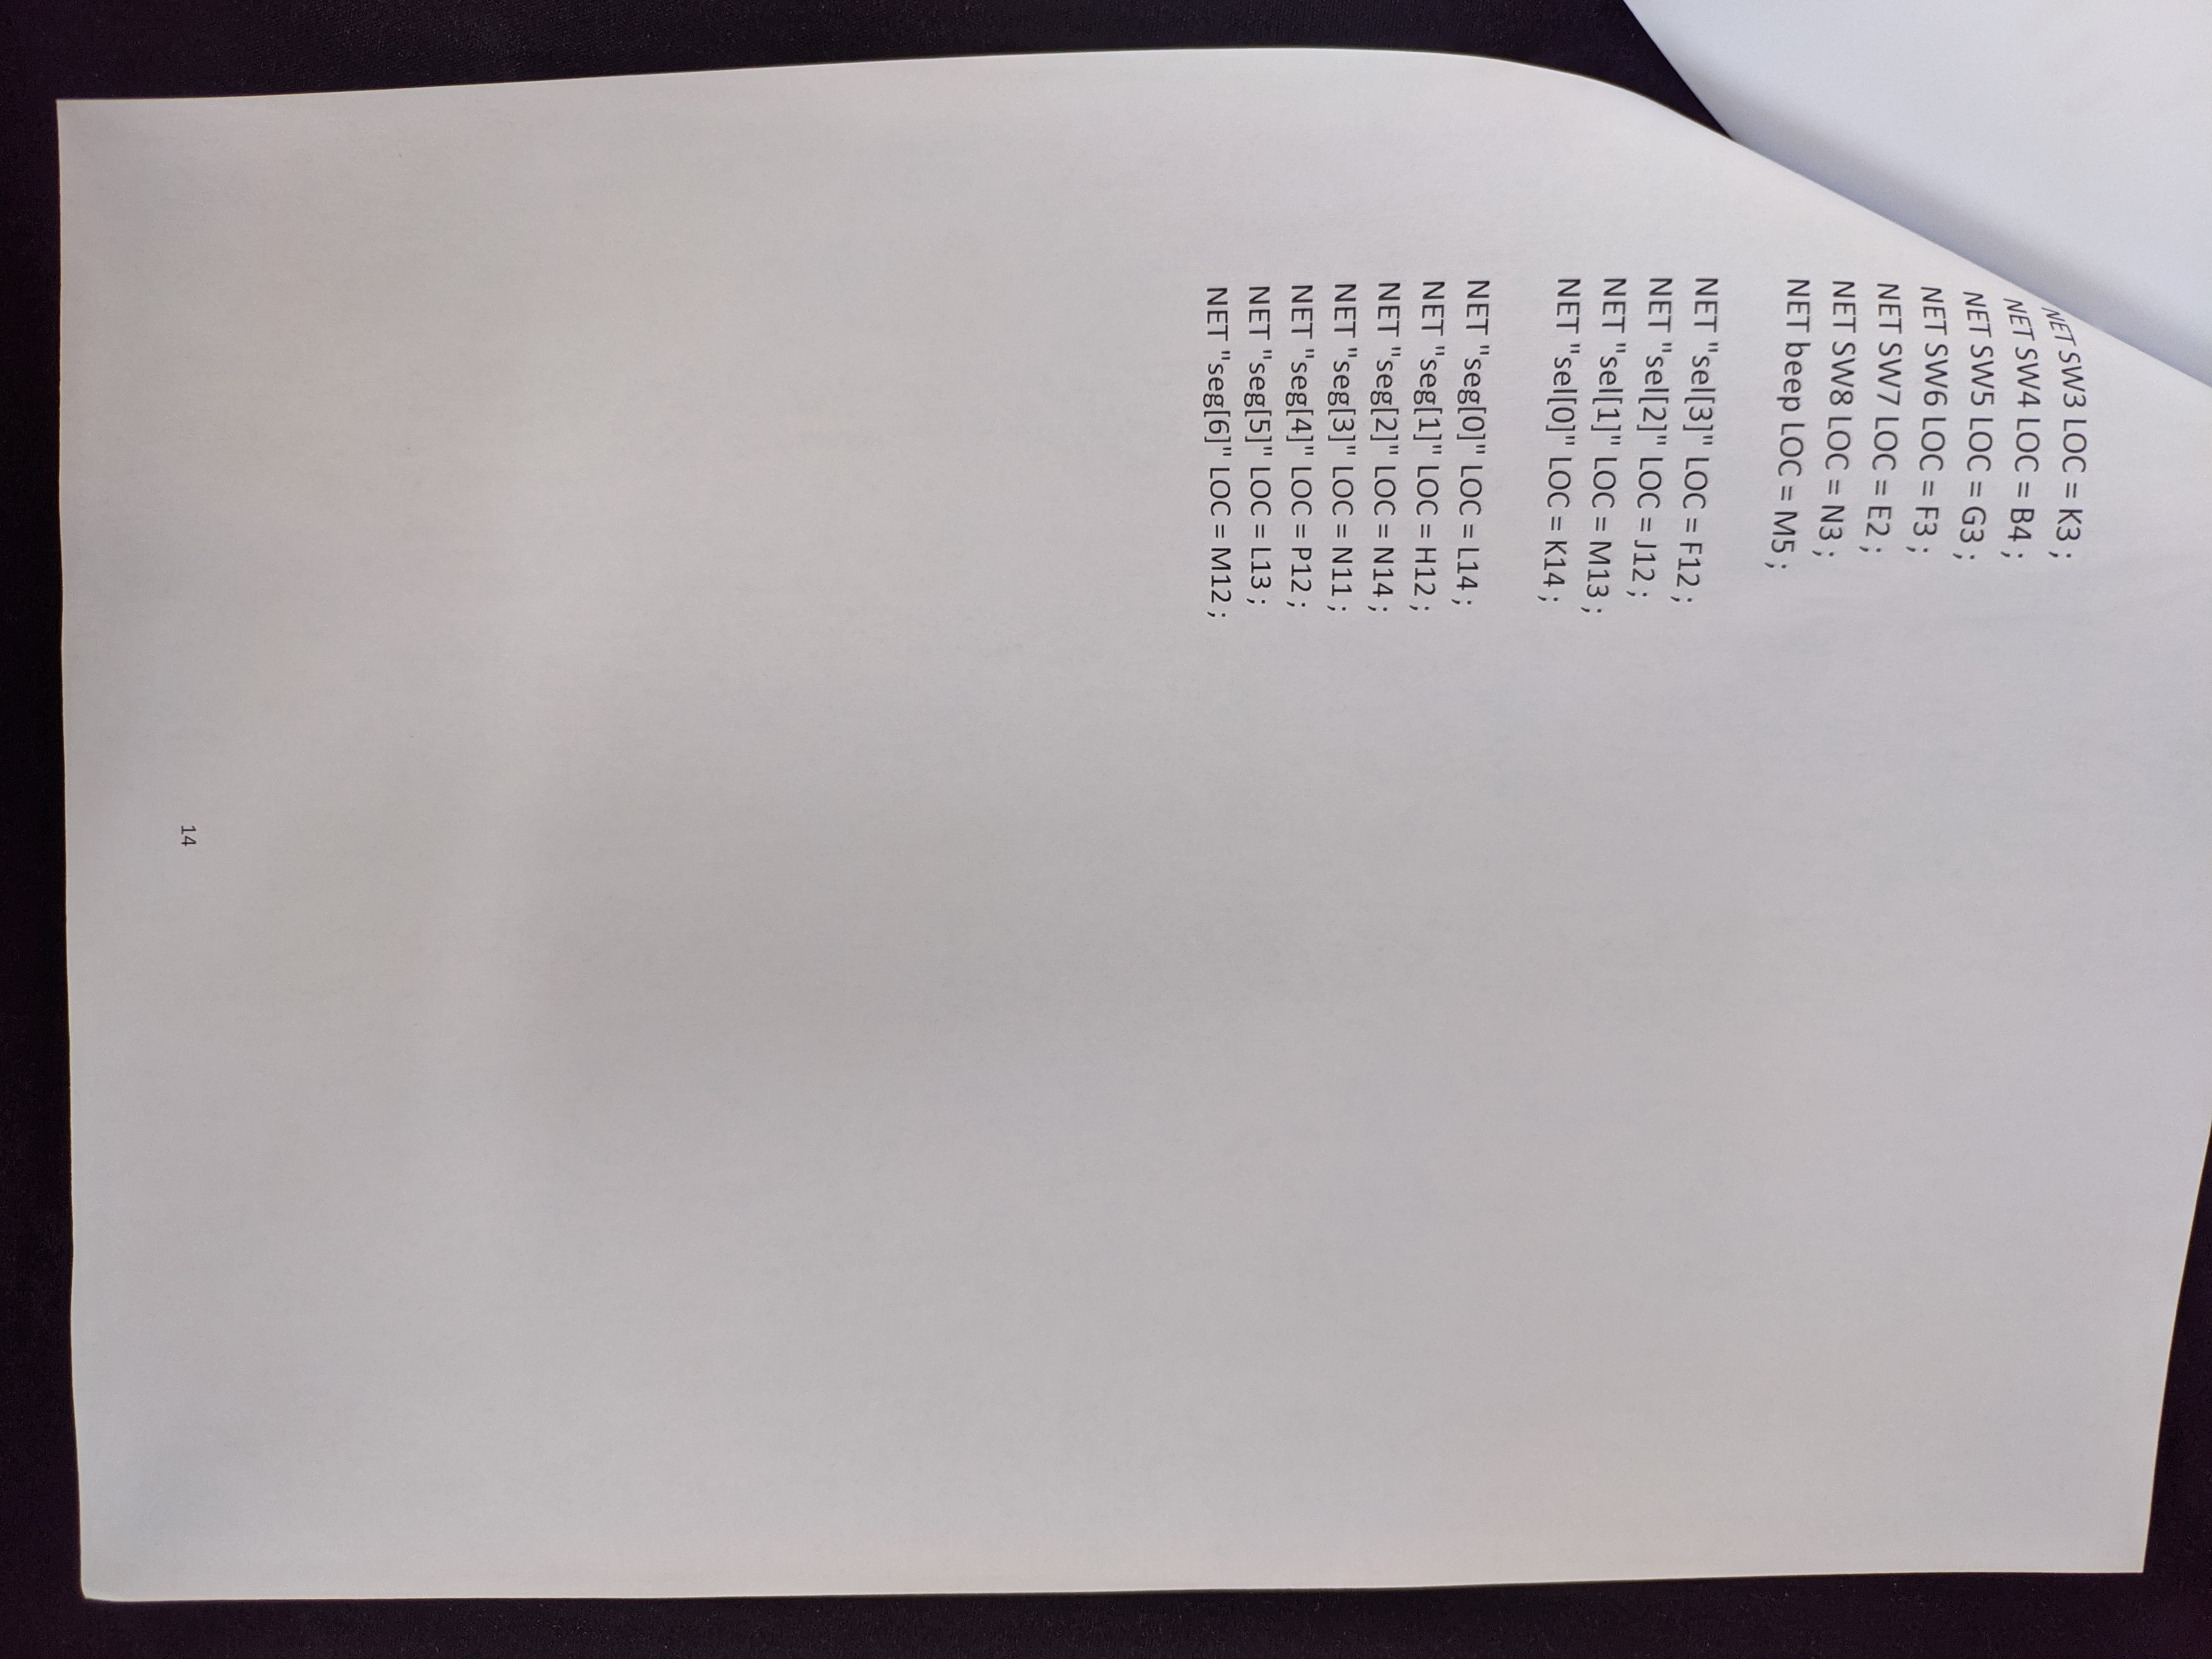 NET SW3 LOC = K3 ;
NET SW4 LOC = B4 ;
NET SW5 LOC = G3 ;
NET SW6 LOC = F3 ;
NET SW7 LOC = E2 ;
NET SW8 LOC = N3 ;
NET beep LOC = M5 ;
NET "sel[3]" LOC = F12 ;
NET "sel[2]" LOC = J12 ;
NET "sel[1]" LOC = M13 ;
NET "sel[0]" LOC = K14 ;
NET "seg[0]" LOC = L14 ;
NET "seg[1]" LOC = H12 ;
NET "seg[2]" LOC = N14 ;
NET "seg[3]" LOC = N11 ;
NET "seg[4]" LOC = P12 ;
NET "seg[5]" LOC = L13 ;
NET "seg[6]" LOC = M12 ;
14